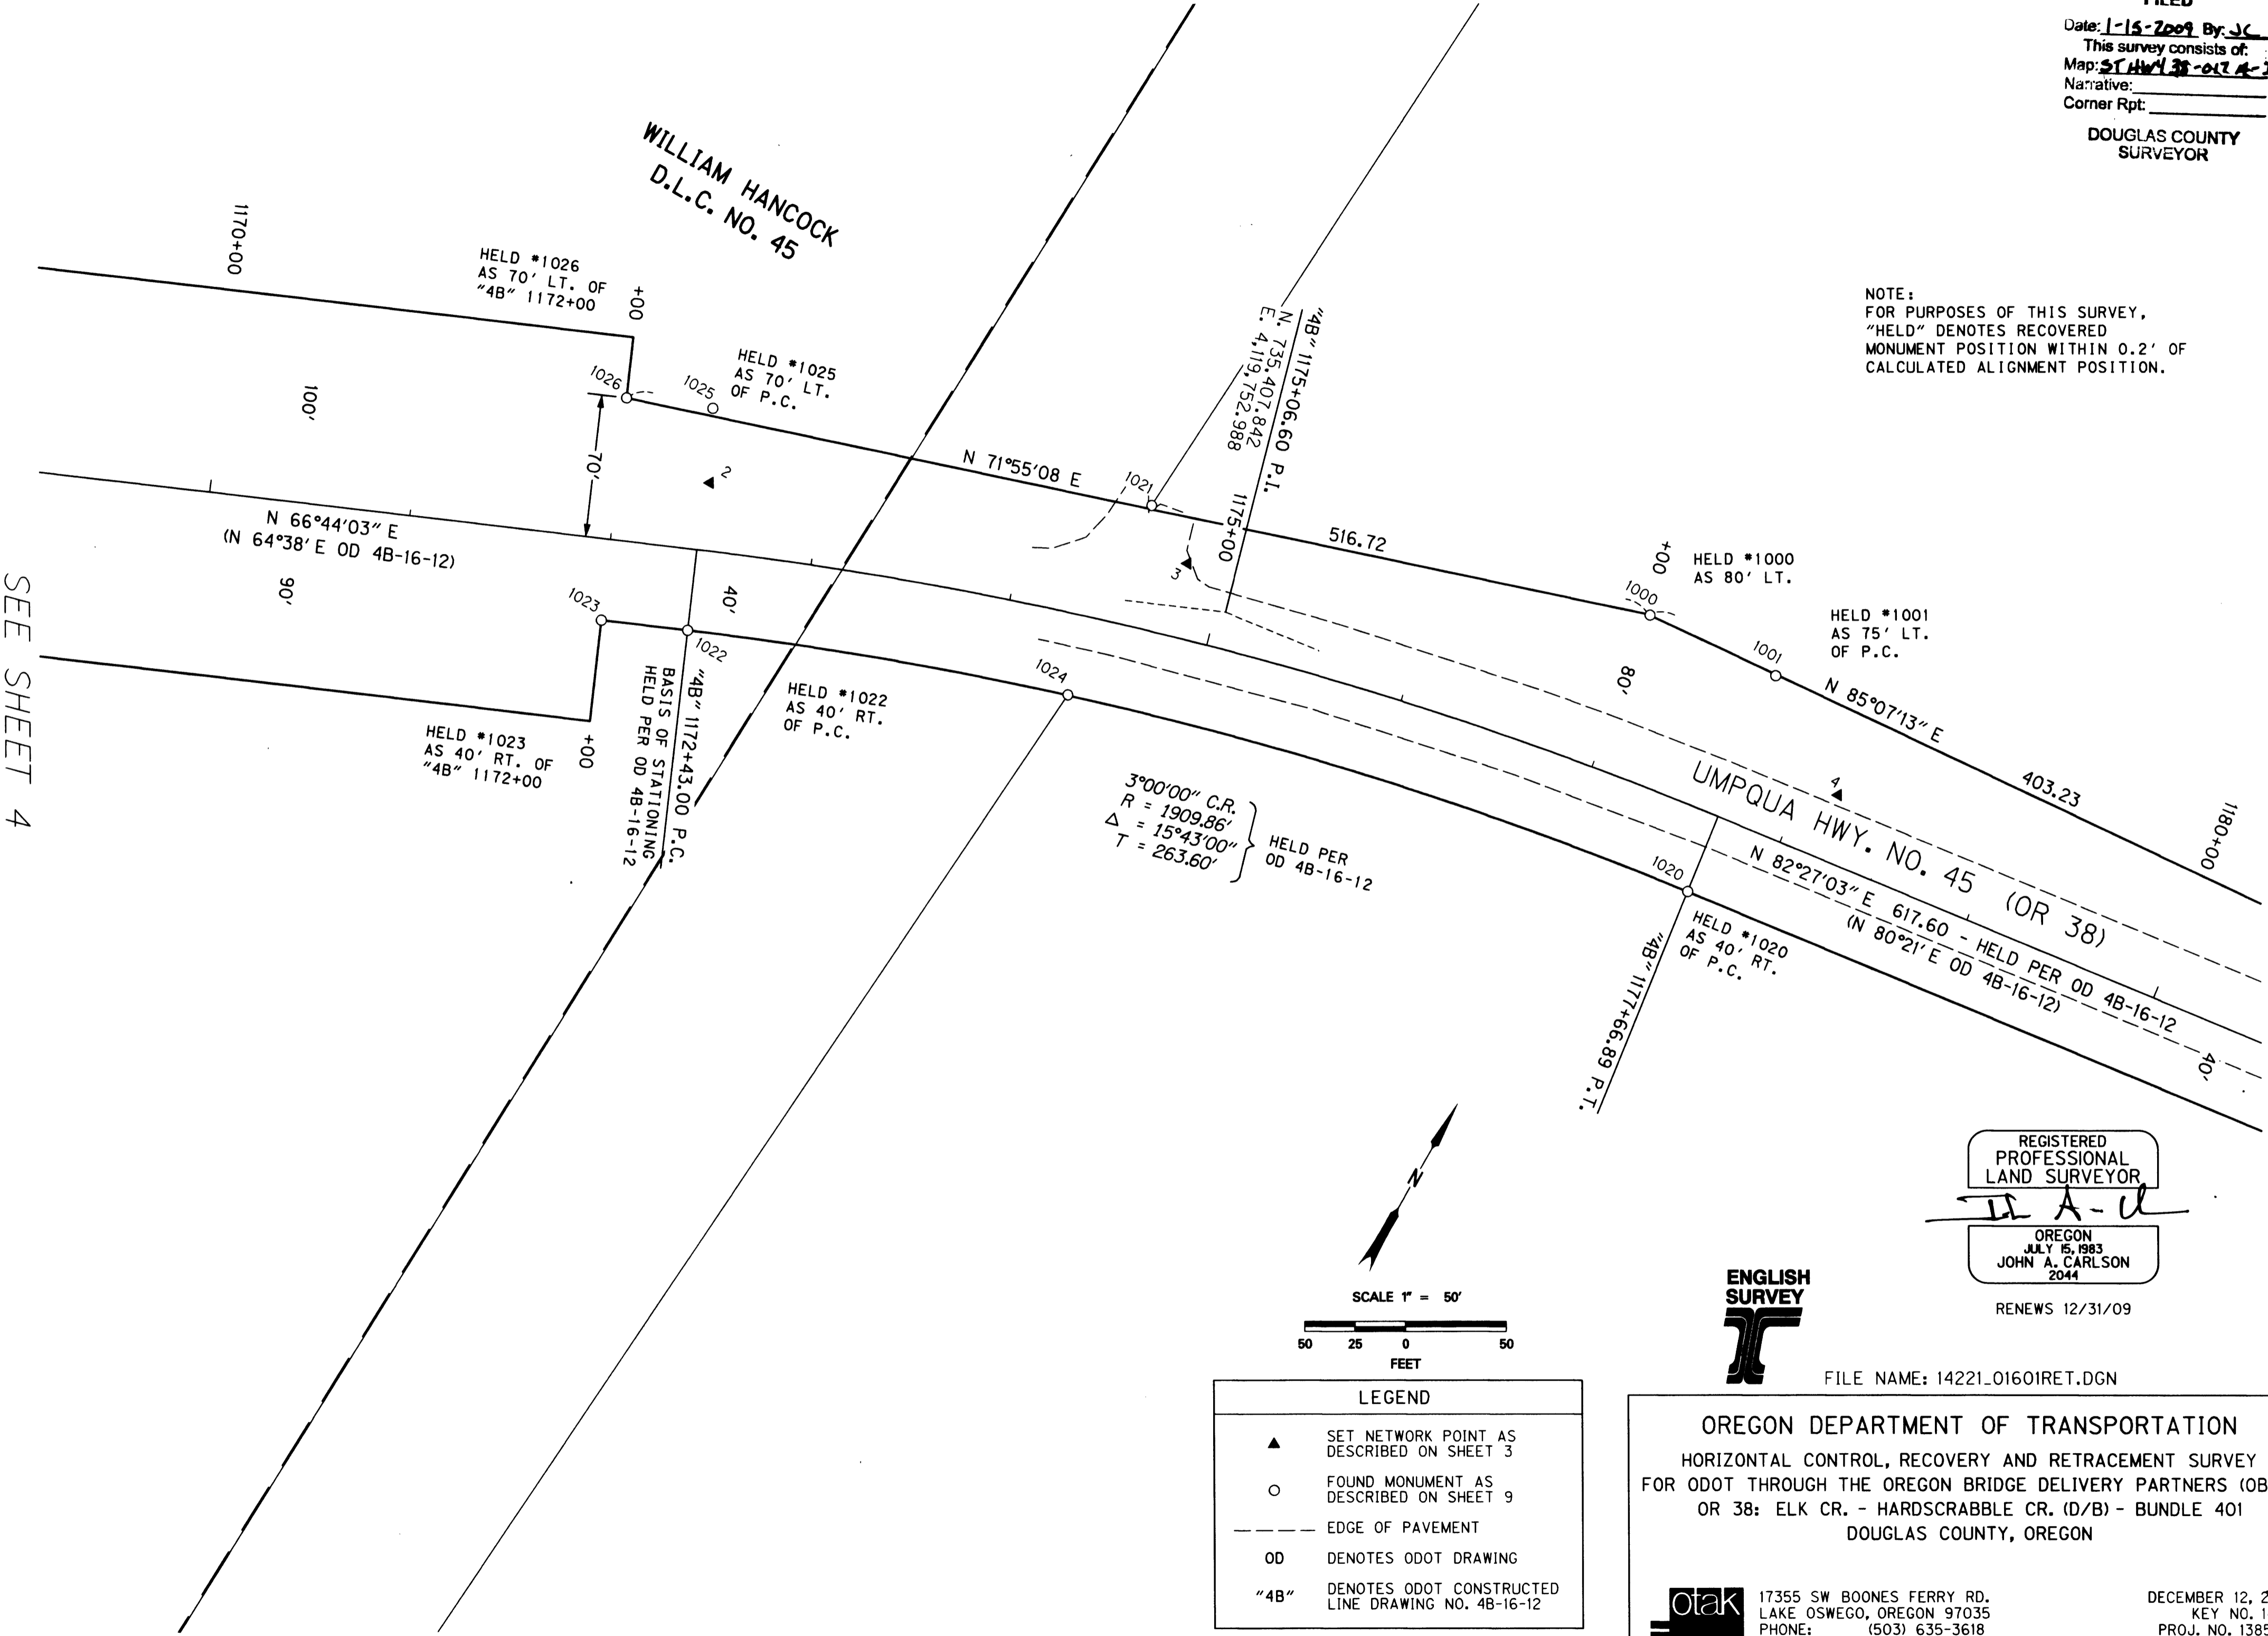 FILED
Date: 1-15-2009 By: JC
This survey consists of:
Map: ST HWY 38-017 A-
Narrative:
Corner Rpt:
DOUGLAS COUNTY
SURVEYOR
WILLIAM HANCOCK
D.L.C. NO. 45
NOTE:
FOR PURPOSES OF THIS SURVEY,
"HELD" DENOTES RECOVERED
MONUMENT POSITION WITHIN 0.2' OF
CALCULATED ALIGNMENT POSITION.
1170+00
HELD #1026
AS 70' LT. OF
"4B" 1172+00
+00
1026
1025
HELD #1025
AS 70' LT.
OF P.C.
100'
70'
2
N 71°55'08 E
1021
"4B" 1175+06.60 P.I.
N. 735,407.842
E. 4,119,752.988
1175+00
3
516.72
+00
HELD #1000
AS 80' LT.
1000
HELD #1001
AS 75' LT.
OF P.C.
1001
N 85°07'13" E
403.23
1180+00
N 66°44'03" E
(N 64°38' E OD 4B-16-12)
90'
1023
40'
1022
HELD #1022
AS 40' RT.
OF P.C.
1024
80'
4
UMPQUA HWY. NO. 45 (OR 38)
SEE SHEET 4
HELD #1023
AS 40' RT. OF
"4B" 1172+00
+00
"4B" 1172+43.00 P.C.
BASIS OF STATIONING
HELD PER OD 4B-16-12
3°00'00" C.R.
R = 1909.86'
Δ = 15°43'00"
T = 263.60'
HELD PER
OD 4B-16-12
1020
N 82°27'03" E 617.60 - HELD PER OD 4B-16-12
(N 80°21' E OD 4B-16-12)
40'
HELD #1020
AS 40' RT.
OF P.C.
"4B" 1177+66.89 P.T.
N
SCALE 1" = 50'
50 25 0 50
FEET
REGISTERED
PROFESSIONAL
LAND SURVEYOR
OREGON
JULY 15, 1983
JOHN A. CARLSON
2044
RENEWS 12/31/09
ENGLISH
SURVEY
FILE NAME: 14221_01601RET.DGN
LEGEND
▲ SET NETWORK POINT AS
DESCRIBED ON SHEET 3
○ FOUND MONUMENT AS
DESCRIBED ON SHEET 9
EDGE OF PAVEMENT
OD DENOTES ODOT DRAWING
"4B" DENOTES ODOT CONSTRUCTED
LINE DRAWING NO. 4B-16-12
OREGON DEPARTMENT OF TRANSPORTATION
HORIZONTAL CONTROL, RECOVERY AND RETRACEMENT SURVEY
FOR ODOT THROUGH THE OREGON BRIDGE DELIVERY PARTNERS (OB
OR 38: ELK CR. - HARDSCRABBLE CR. (D/B) - BUNDLE 401
DOUGLAS COUNTY, OREGON
otak
17355 SW BOONES FERRY RD.
LAKE OSWEGO, OREGON 97035
PHONE: (503) 635-3618
DECEMBER 12, 2
KEY NO. 1
PROJ. NO. 138